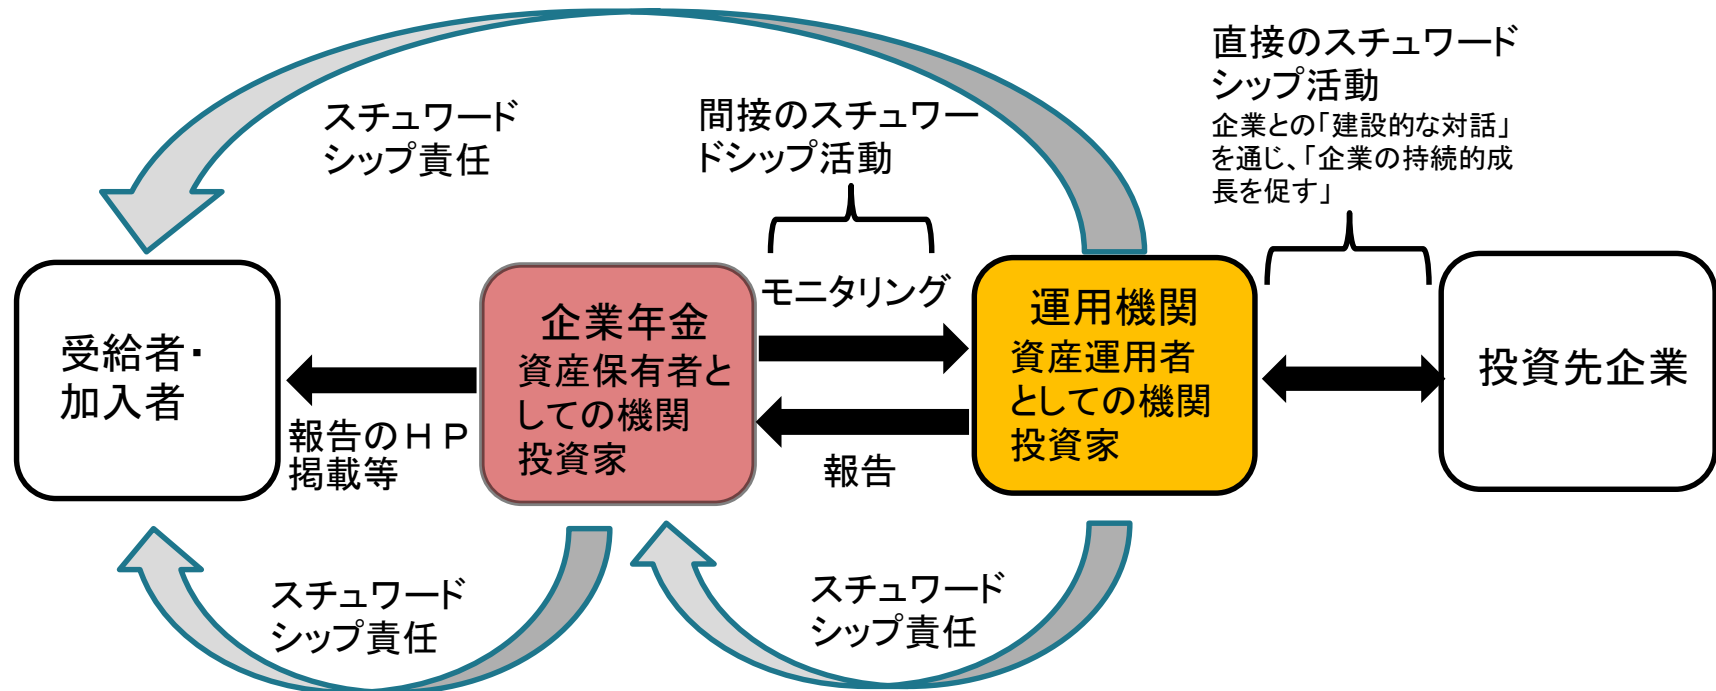 スチュワード
シップ責任
間接のスチュワー
ドシップ活動
直接のスチュワード
シップ活動
企業との「建設的な対話」
を通じ、「企業の持続的成
長を促す」
受給者・
加入者
報告のＨＰ
掲載等
企業年金
資産保有者と
しての機関
投資家
モニタリング
報告
運用機関
資産運用者
としての機関
投資家
投資先企業
スチュワード
シップ責任
スチュワード
シップ責任